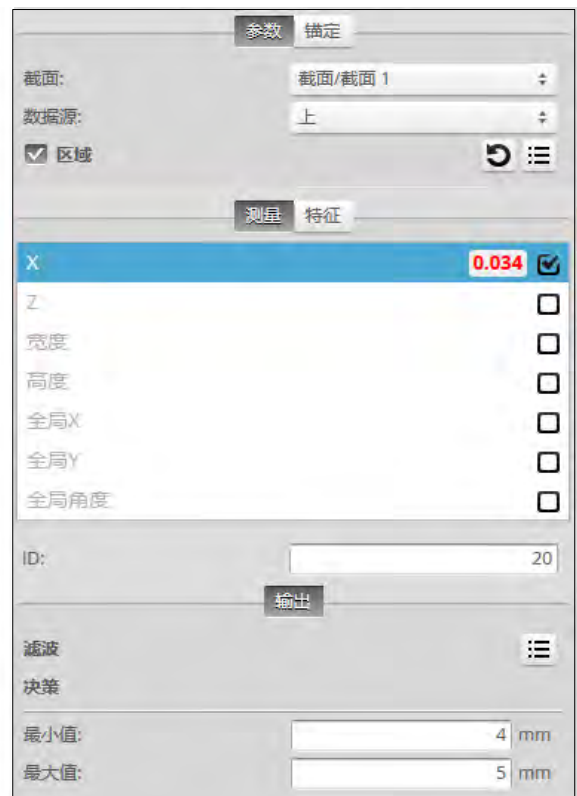 参数 锚定
截面: 截面/截面 1
数据源: 上
区域
测量 特征
X 0.034
Z
宽度
高度
全局X
全局Y
全局角度
ID: 20
输出
滤波
决策
最小值: 4 mm
最大值: 5 mm